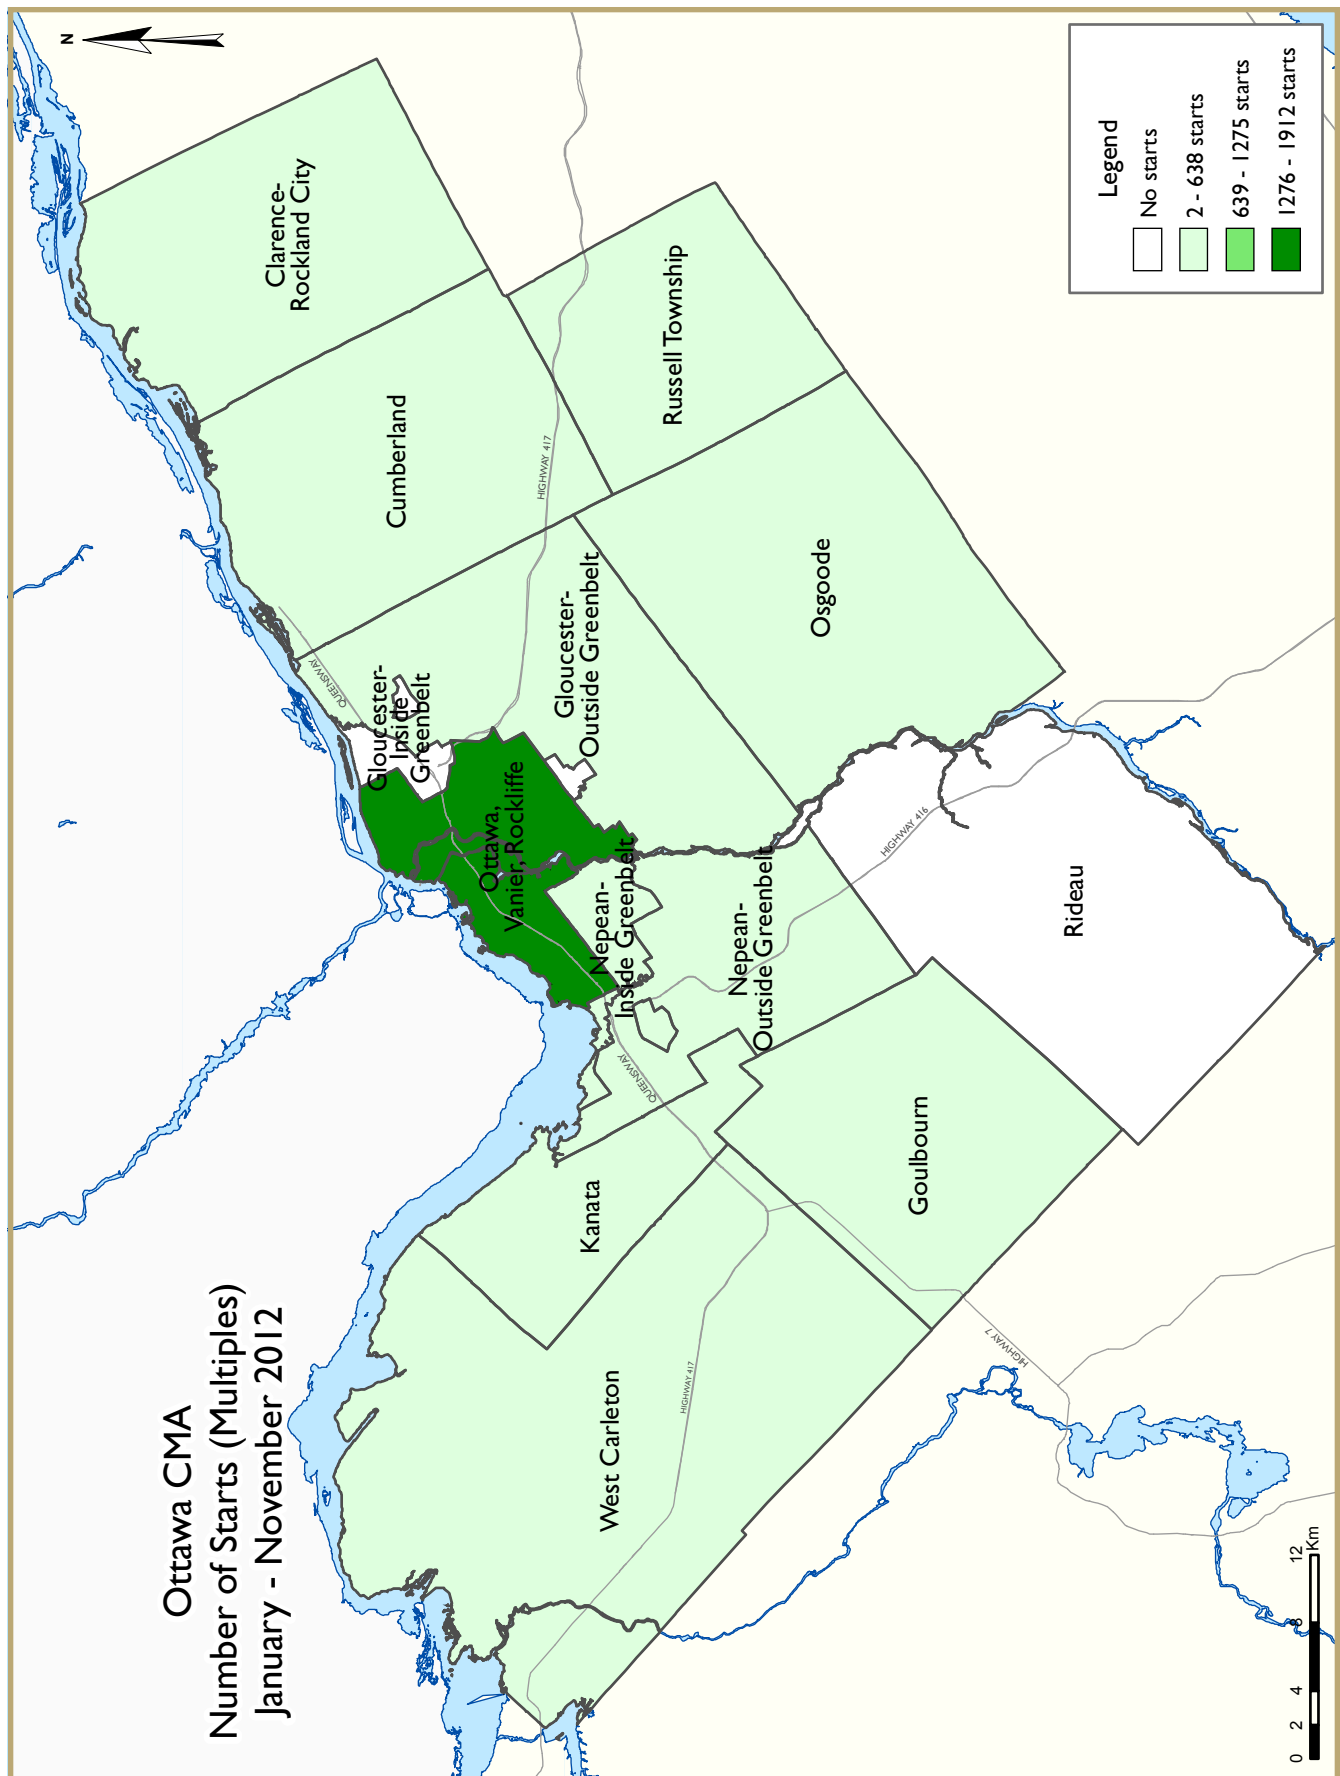 Ottawa CMA
Number of Starts (Multiples)
January - November 2012
N
Clarence-
Rockland City
Cumberland
Russell Township
HIGHWAY 417
QUEENSWAY
Gloucester-
Inside
Greenbelt
Gloucester-
Outside Greenbelt
Osgoode
Ottawa,
Vanier, Rockliffe
Nepean-
Inside Greenbelt
Nepean-
Outside Greenbelt
HIGHWAY 416
Rideau
QUEENSWAY
Kanata
Goulbourn
West Carleton
HIGHWAY 417
HIGHWAY 7
Legend
No starts
2 - 638 starts
639 - 1275 starts
1276 - 1912 starts
0 2 4 8 12
Km